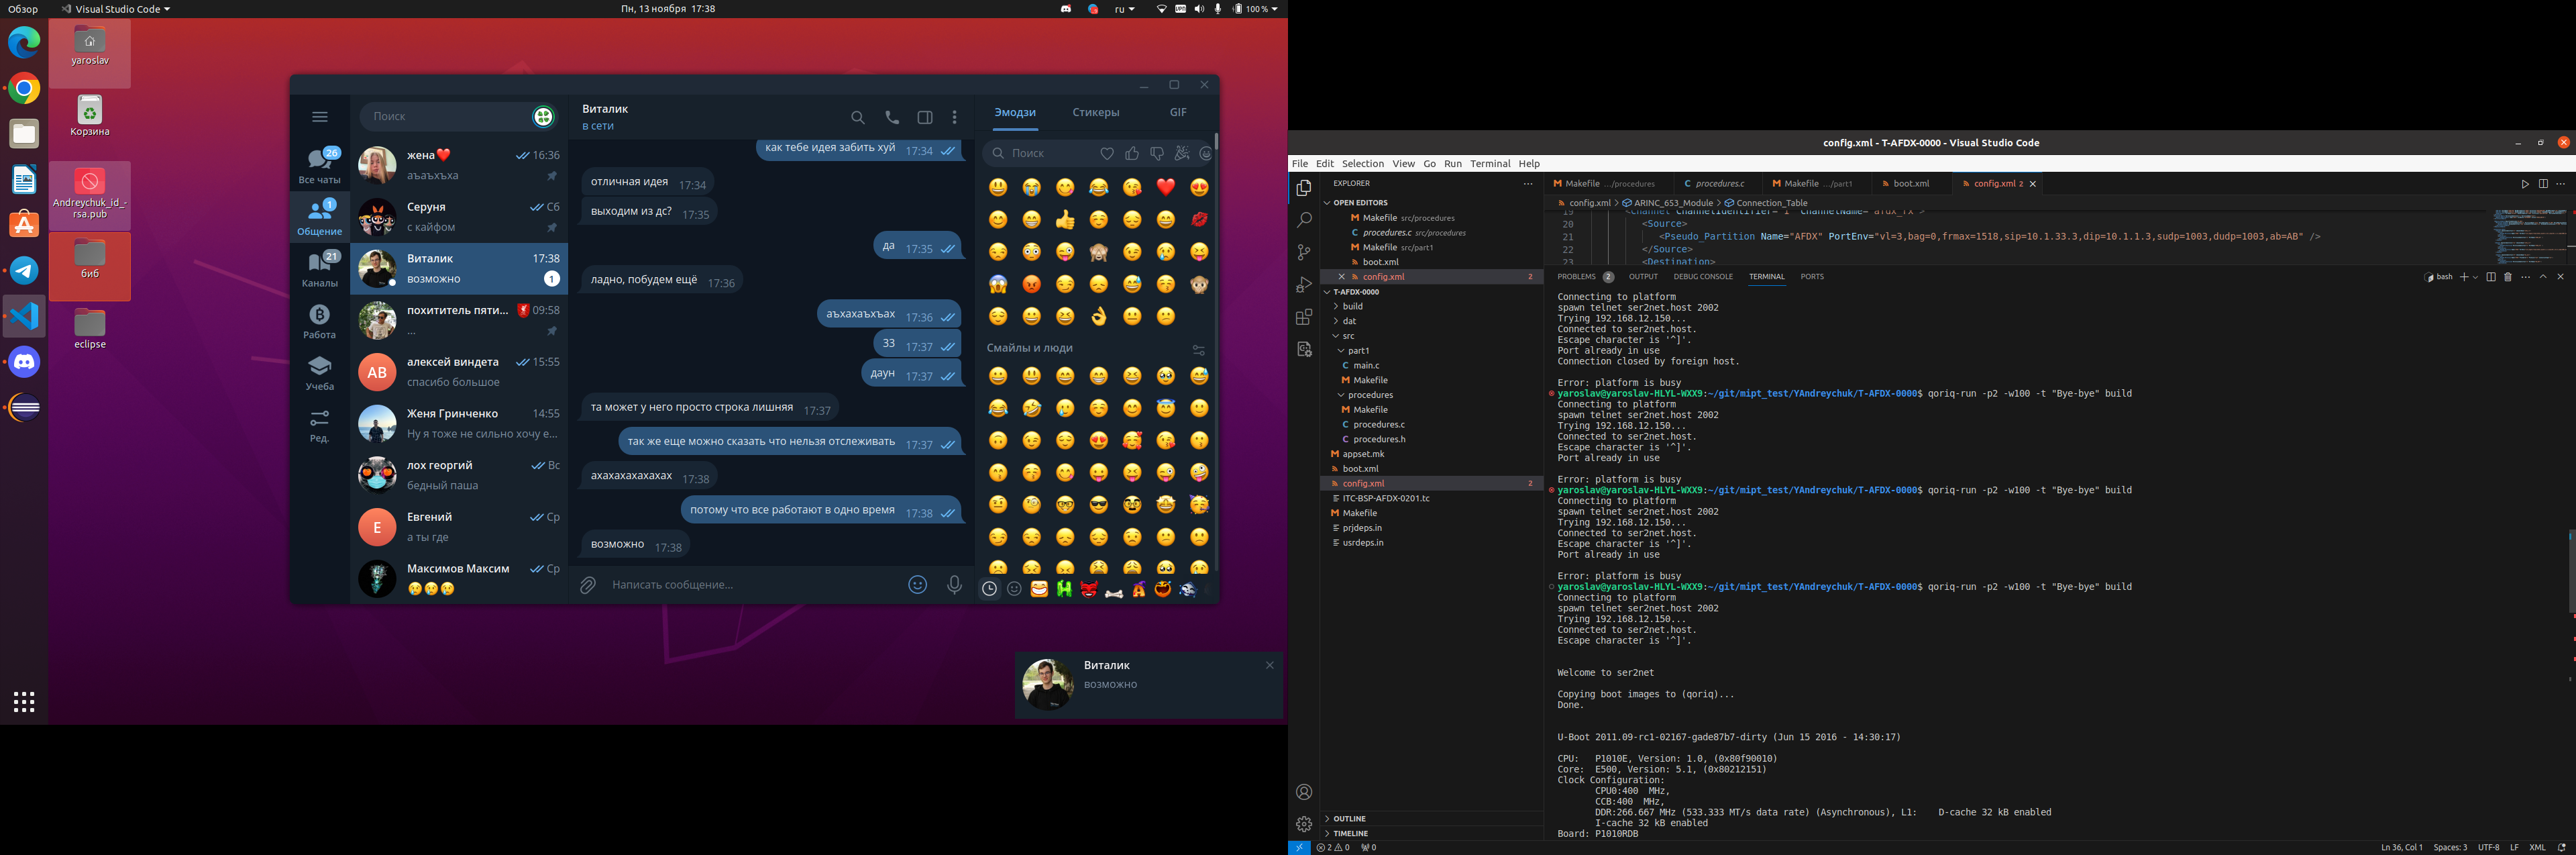 Обзор
Visual Studio Code
Пн, 13 ноября 17:38
ru
100 %
yaroslav
Корзина
Andreychuk_id_-
rsa.pub
биб
eclipse
Поиск
26
Все чаты
1
Общение
21
Каналы
Работа
Учеба
Ред.
жена❤️ 16:36
аъаъхъха
Серуня Сб
с кайфом
Виталик 17:38
возможно 1
похититель пяти... 09:58
...
АВ
алексей виндета 15:55
спасибо большое
Женя Гринченко 14:55
Ну я тоже не сильно хочу е...
лох георгий Вс
бедный паша
Е
Евгений Ср
а ты где
Максимов Максим Ср
😢😢😢
Виталик
в сети
как тебе идея забить хуй 17:34
отличная идея 17:34
выходим из дс? 17:35
да 17:35
ладно, побудем ещё 17:36
аъхахаъхъах 17:36
33 17:37
даун 17:37
та может у него просто строка лишняя 17:37
так же еще можно сказать что нельзя отслеживать 17:37
ахахахахахахах 17:38
потому что все работают в одно время 17:38
возможно 17:38
Написать сообщение...
Эмодзи Стикеры GIF
Поиск
Смайлы и люди
Виталик
возможно
config.xml - T-AFDX-0000 - Visual Studio Code
File Edit Selection View Go Run Terminal Help
EXPLORER
OPEN EDITORS
Makefile src/procedures
procedures.c src/procedures
Makefile src/part1
boot.xml
config.xml 2
T-AFDX-0000
build
dat
src
part1
main.c
Makefile
procedures
Makefile
procedures.c
procedures.h
appset.mk
boot.xml
config.xml 2
ITC-BSP-AFDX-0201.tc
Makefile
prjdeps.in
usrdeps.in
OUTLINE
TIMELINE
Makefile .../procedures
procedures.c
Makefile .../part1
boot.xml
config.xml 2
config.xml > ARINC_653_Module > Connection_Table
19 <Channel ChannelIdentifier="1" ChannelName="afdx_rx">
20 <Source>
21 <Pseudo_Partition Name="AFDX" PortEnv="vl=3,bag=0,frmax=1518,sip=10.1.33.3,dip=10.1.1.3,sudp=1003,dudp=1003,ab=AB" />
22 </Source>
23 <Destination>
PROBLEMS 2 OUTPUT DEBUG CONSOLE TERMINAL PORTS
bash
Connecting to platform
spawn telnet ser2net.host 2002
Trying 192.168.12.150...
Connected to ser2net.host.
Escape character is '^]'.
Port already in use
Connection closed by foreign host.
Error: platform is busy
yaroslav@yaroslav-HLYL-WXX9:~/git/mipt_test/YAndreychuk/T-AFDX-0000$ qoriq-run -p2 -w100 -t "Bye-bye" build
Connecting to platform
spawn telnet ser2net.host 2002
Trying 192.168.12.150...
Connected to ser2net.host.
Escape character is '^]'.
Port already in use
Error: platform is busy
yaroslav@yaroslav-HLYL-WXX9:~/git/mipt_test/YAndreychuk/T-AFDX-0000$ qoriq-run -p2 -w100 -t "Bye-bye" build
Connecting to platform
spawn telnet ser2net.host 2002
Trying 192.168.12.150...
Connected to ser2net.host.
Escape character is '^]'.
Port already in use
Error: platform is busy
yaroslav@yaroslav-HLYL-WXX9:~/git/mipt_test/YAndreychuk/T-AFDX-0000$ qoriq-run -p2 -w100 -t "Bye-bye" build
Connecting to platform
spawn telnet ser2net.host 2002
Trying 192.168.12.150...
Connected to ser2net.host.
Escape character is '^]'.
Welcome to ser2net
Copying boot images to (qoriq)...
Done.
U-Boot 2011.09-rc1-02167-gade87b7-dirty (Jun 15 2016 - 14:30:17)
CPU: P1010E, Version: 1.0, (0x80f90010)
Core: E500, Version: 5.1, (0x80212151)
Clock Configuration:
CPU0:400 MHz,
CCB:400 MHz,
DDR:266.667 MHz (533.333 MT/s data rate) (Asynchronous), L1: D-cache 32 kB enabled
I-cache 32 kB enabled
Board: P1010RDB
2 0 0
Ln 36, Col 1 Spaces: 3 UTF-8 LF XML